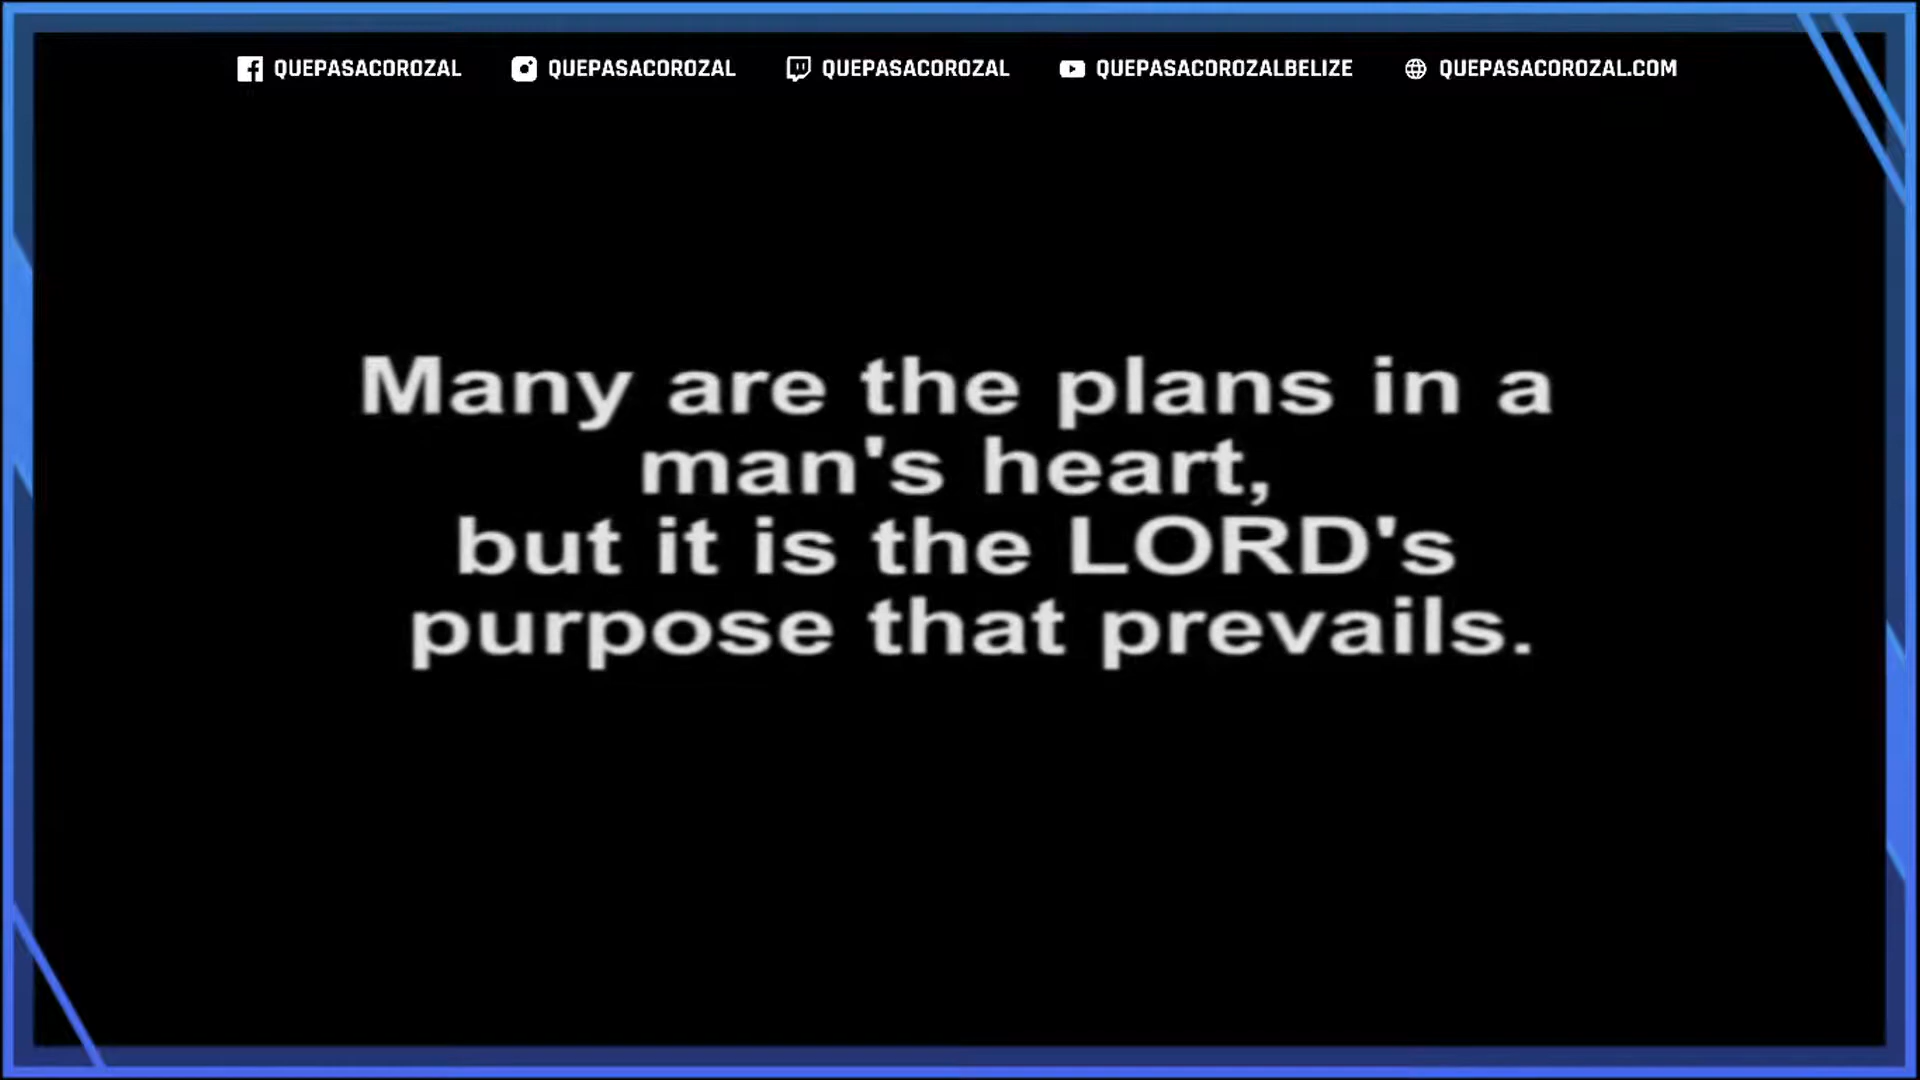 QUEPASACOROZAL QUEPASACOROZAL QUEPASACOROZAL QUEPASACOROZALBELIZE QUEPASACOROZAL.COM
Many are the plans in a
man's heart,
but it is the LORD's
purpose that prevails.